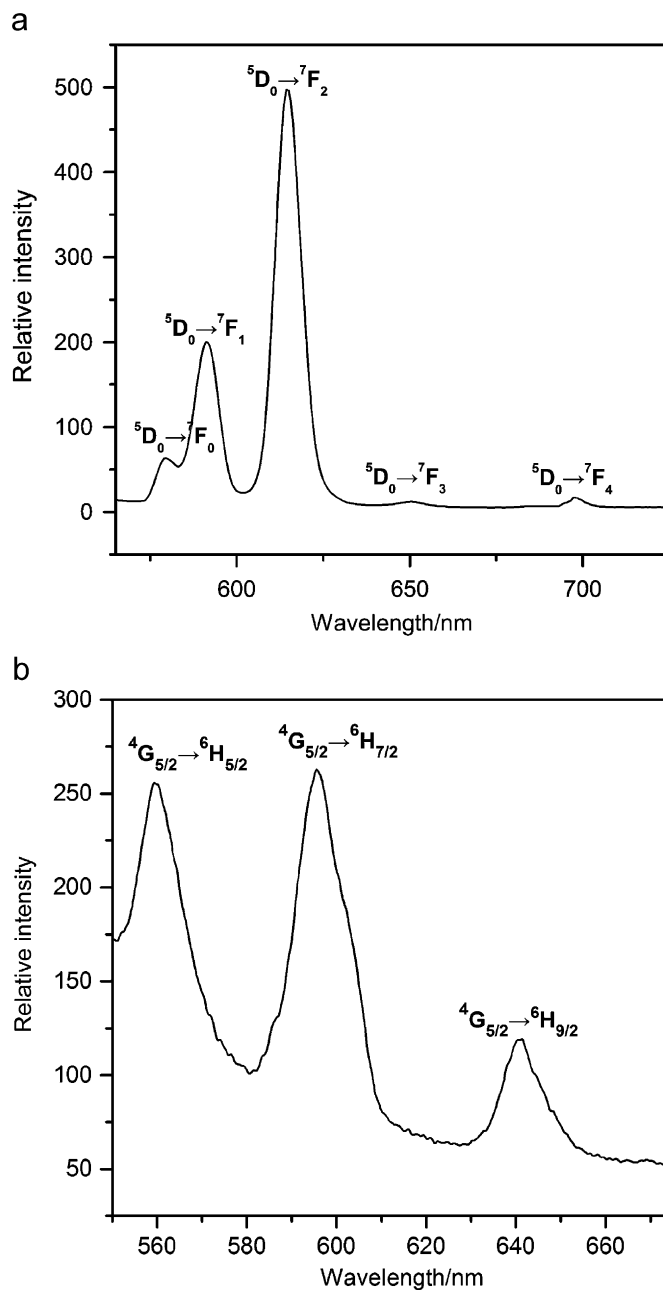 a
500
400
300
200
100
0
⁵D₀→⁷F₂
⁵D₀→⁷F₁
⁵D₀→⁷F₀
⁵D₀→⁷F₃
⁵D₀→⁷F₄
600
650
700
Relative intensity
Wavelength/nm
b
300
250
200
150
100
50
⁴G₅/₂→⁶H₅/₂
⁴G₅/₂→⁶H₇/₂
⁴G₅/₂→⁶H₉/₂
560
580
600
620
640
660
Relative intensity
Wavelength/nm